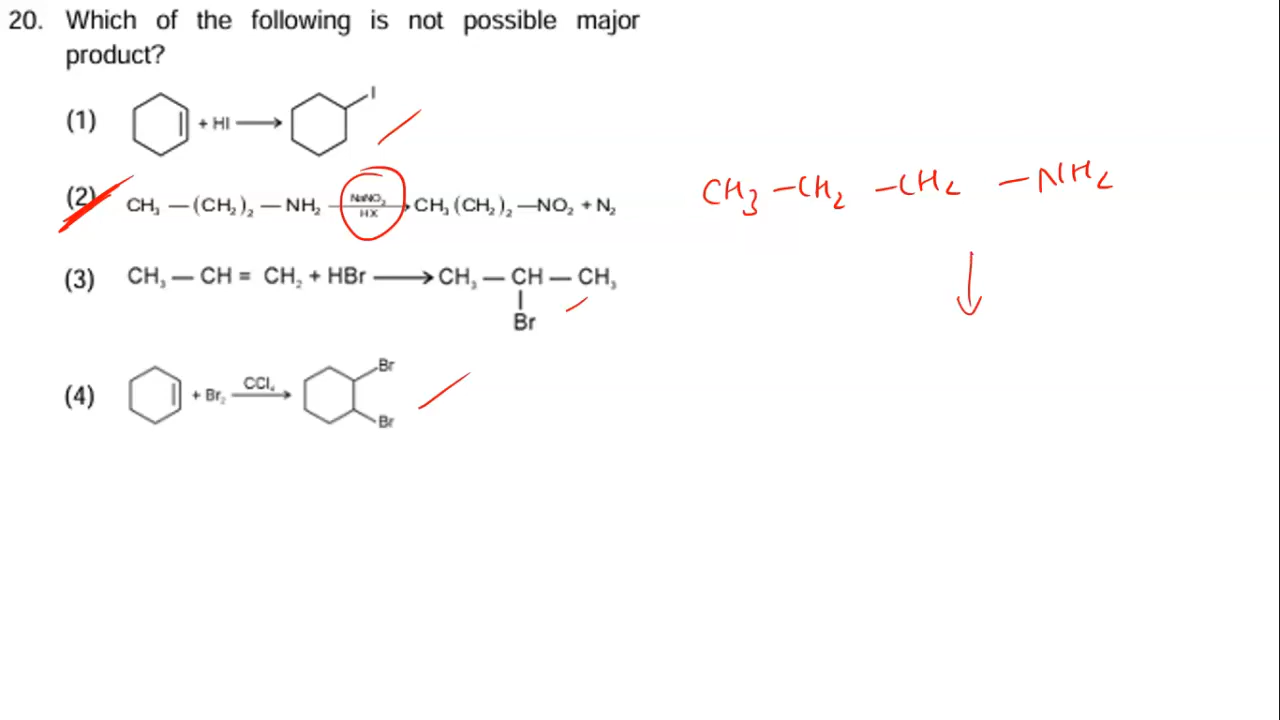 20. Which of the following is not possible major
product?
(1) + HI ⟶ I
(2) CH₃ — (CH₂)₂ — NH₂ NaNO₂ HX → CH₃(CH₂)₂—NO₂ + N₂
CH₃ — CH₂ — CH₂ — NH₂
(3) CH₃ — CH = CH₂ + HBr ⟶ CH₃ — CH — CH₃
Br
(4) + Br₂ CCl₄ → Br
Br